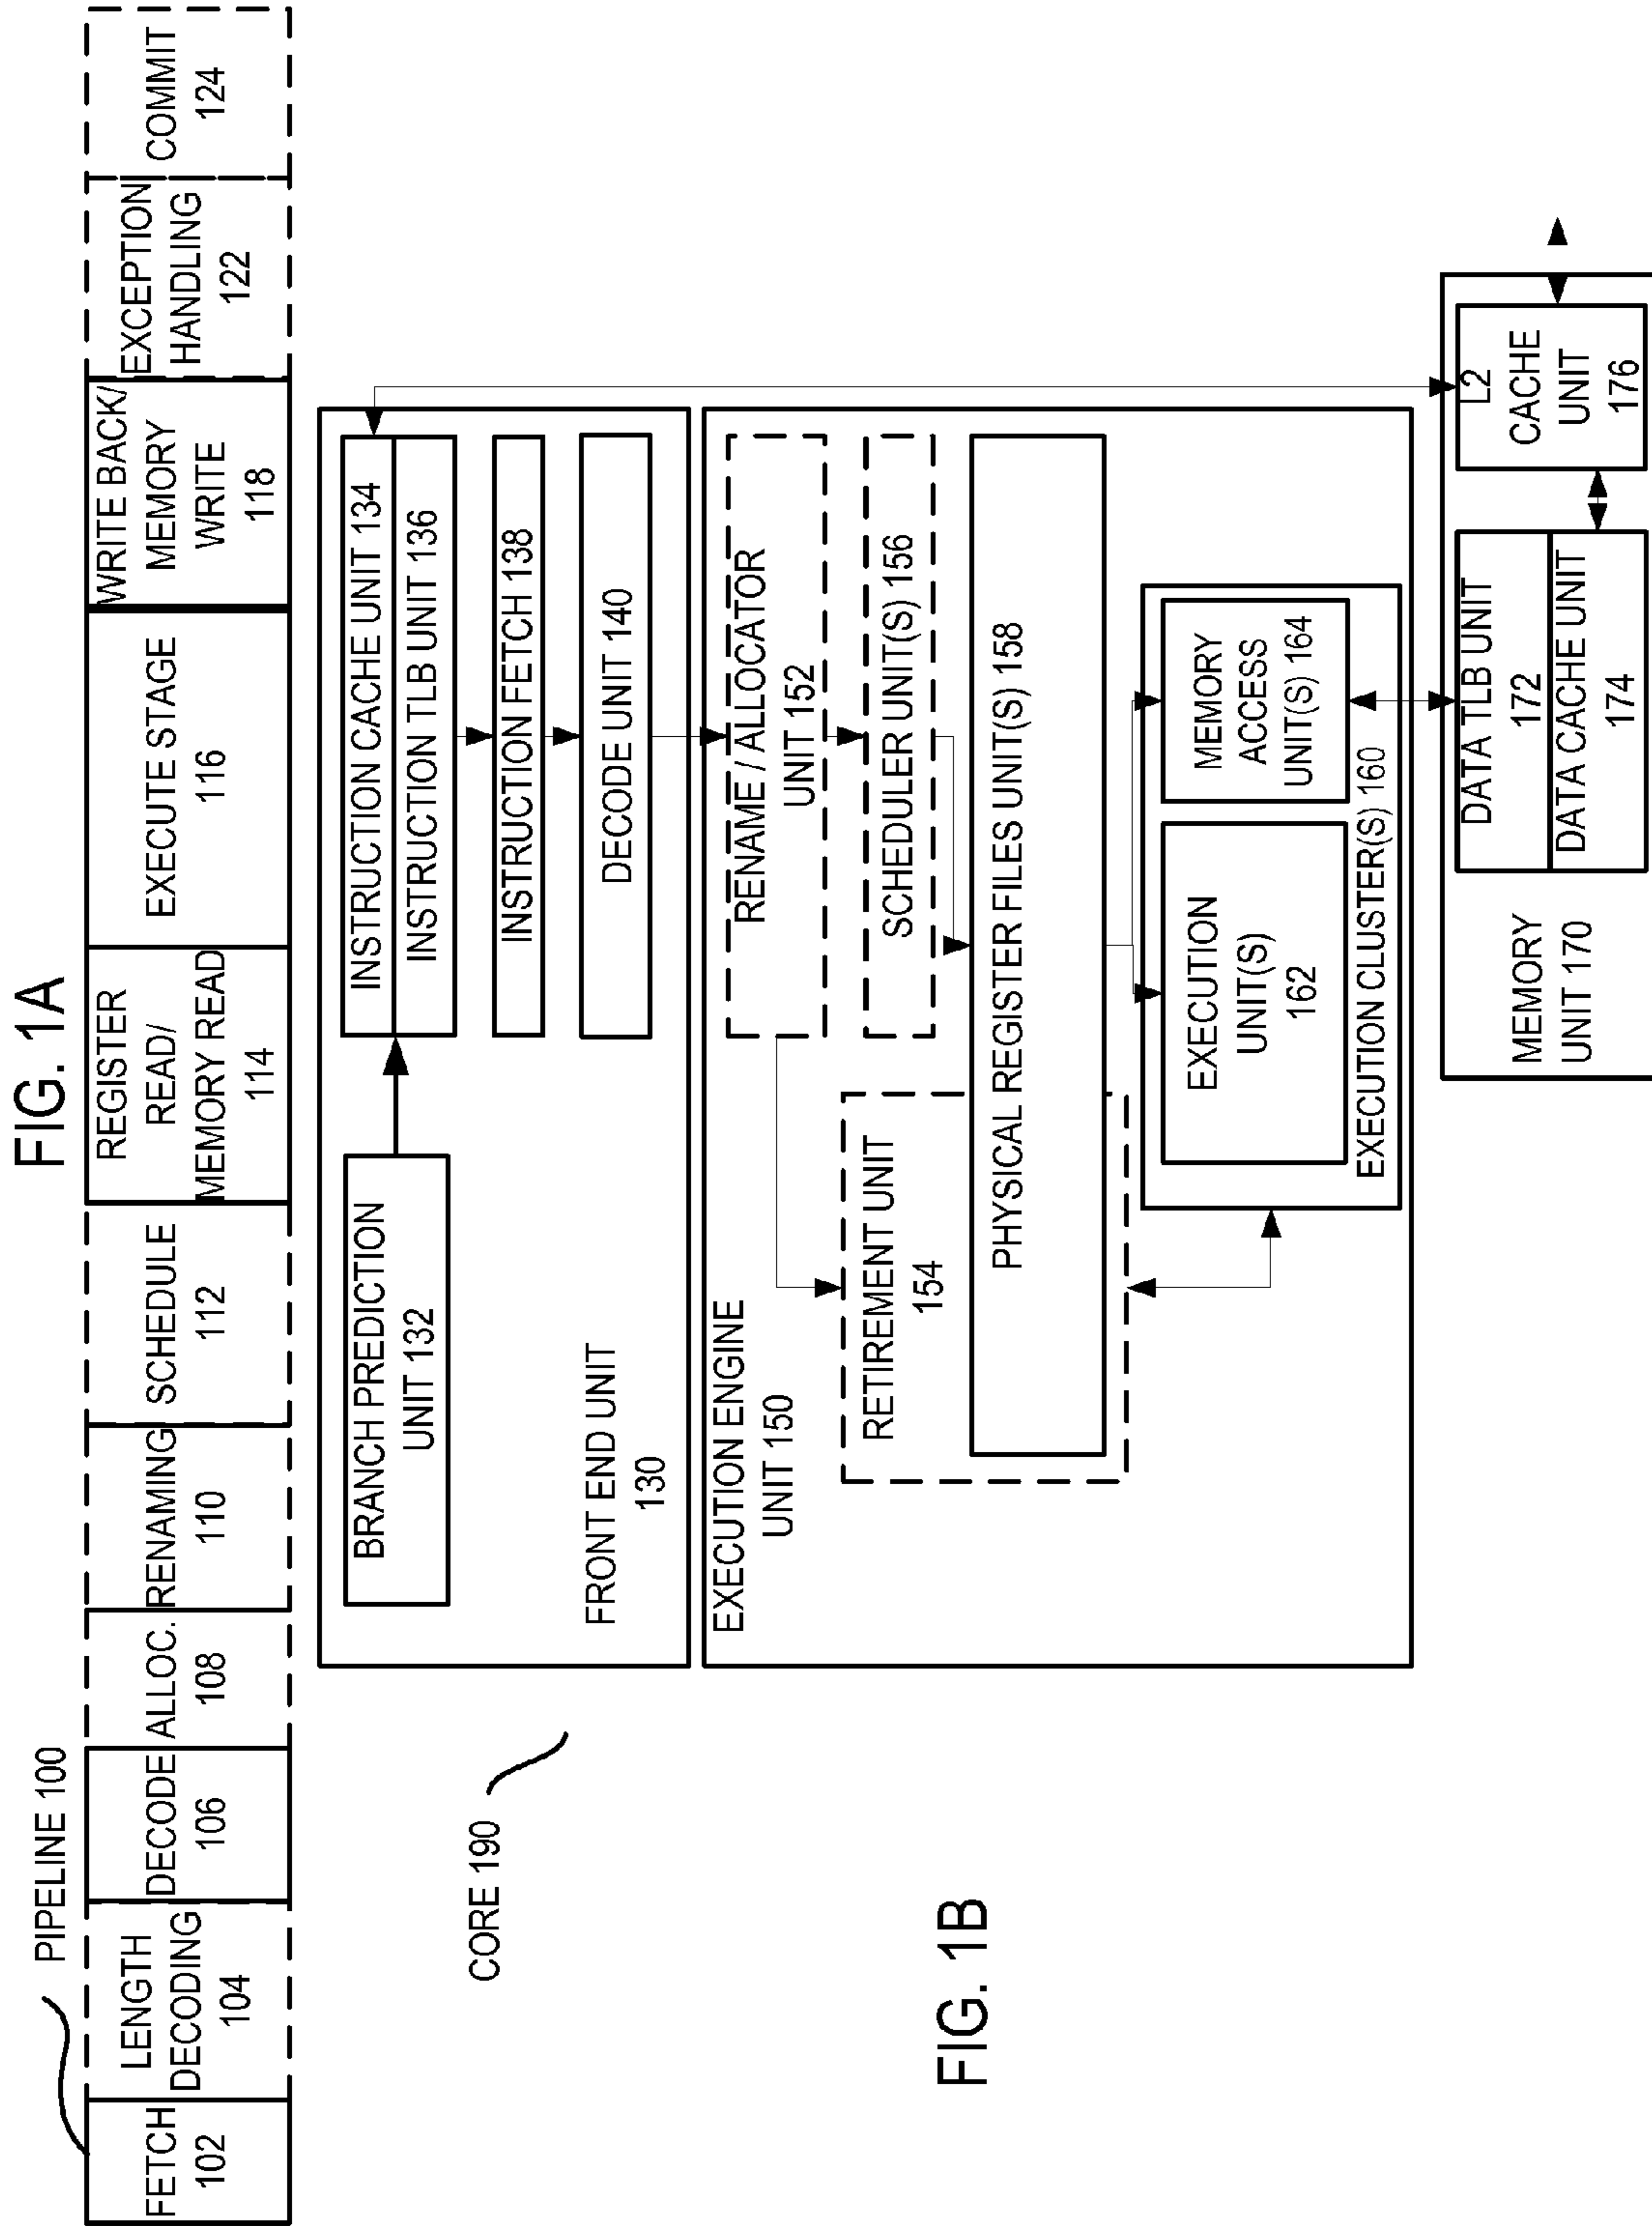 FIG. 1A
PIPELINE 100
FETCH
102
LENGTH
DECODING
104
DECODE
106
ALLOC.
108
RENAMING
110
SCHEDULE
112
REGISTER
READ/
MEMORY READ
114
EXECUTE STAGE
116
WRITE BACK/
MEMORY
WRITE
118
EXCEPTION
HANDLING
122
COMMIT
124
CORE 190
BRANCH PREDICTION
UNIT 132
INSTRUCTION CACHE UNIT 134
INSTRUCTION TLB UNIT 136
INSTRUCTION FETCH 138
DECODE UNIT 140
FRONT END UNIT
130
EXECUTION ENGINE
UNIT 150
RENAME / ALLOCATOR
UNIT 152
SCHEDULER UNIT(S) 156
RETIREMENT UNIT
154
PHYSICAL REGISTER FILES UNIT(S) 158
EXECUTION
UNIT(S)
162
MEMORY
ACCESS
UNIT(S) 164
EXECUTION CLUSTER(S) 160
MEMORY
UNIT 170
DATA TLB UNIT
172
DATA CACHE UNIT
174
L2
CACHE
UNIT
176
FIG. 1B